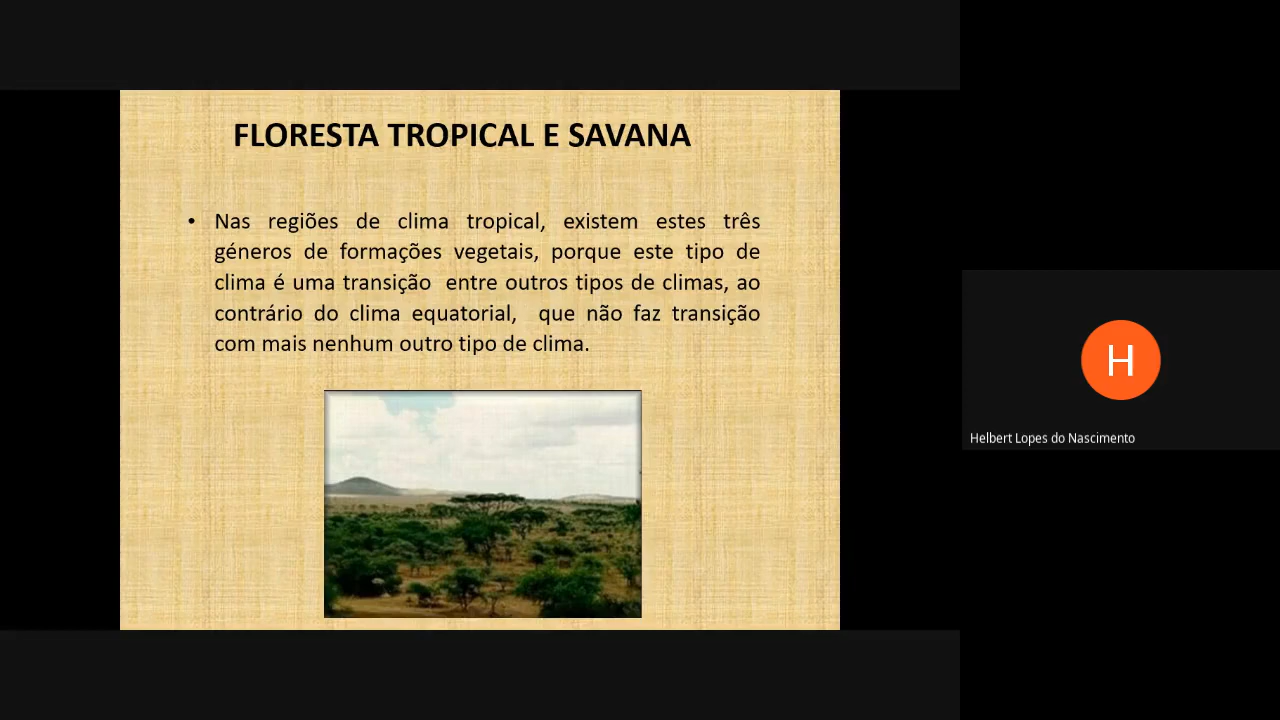 FLORESTA TROPICAL E SAVANA
• Nas regiões de clima tropical, existem estes três
géneros de formações vegetais, porque este tipo de
clima é uma transição entre outros tipos de climas, ao
contrário do clima equatorial, que não faz transição
com mais nenhum outro tipo de clima.
H
Helbert Lopes do Nascimento